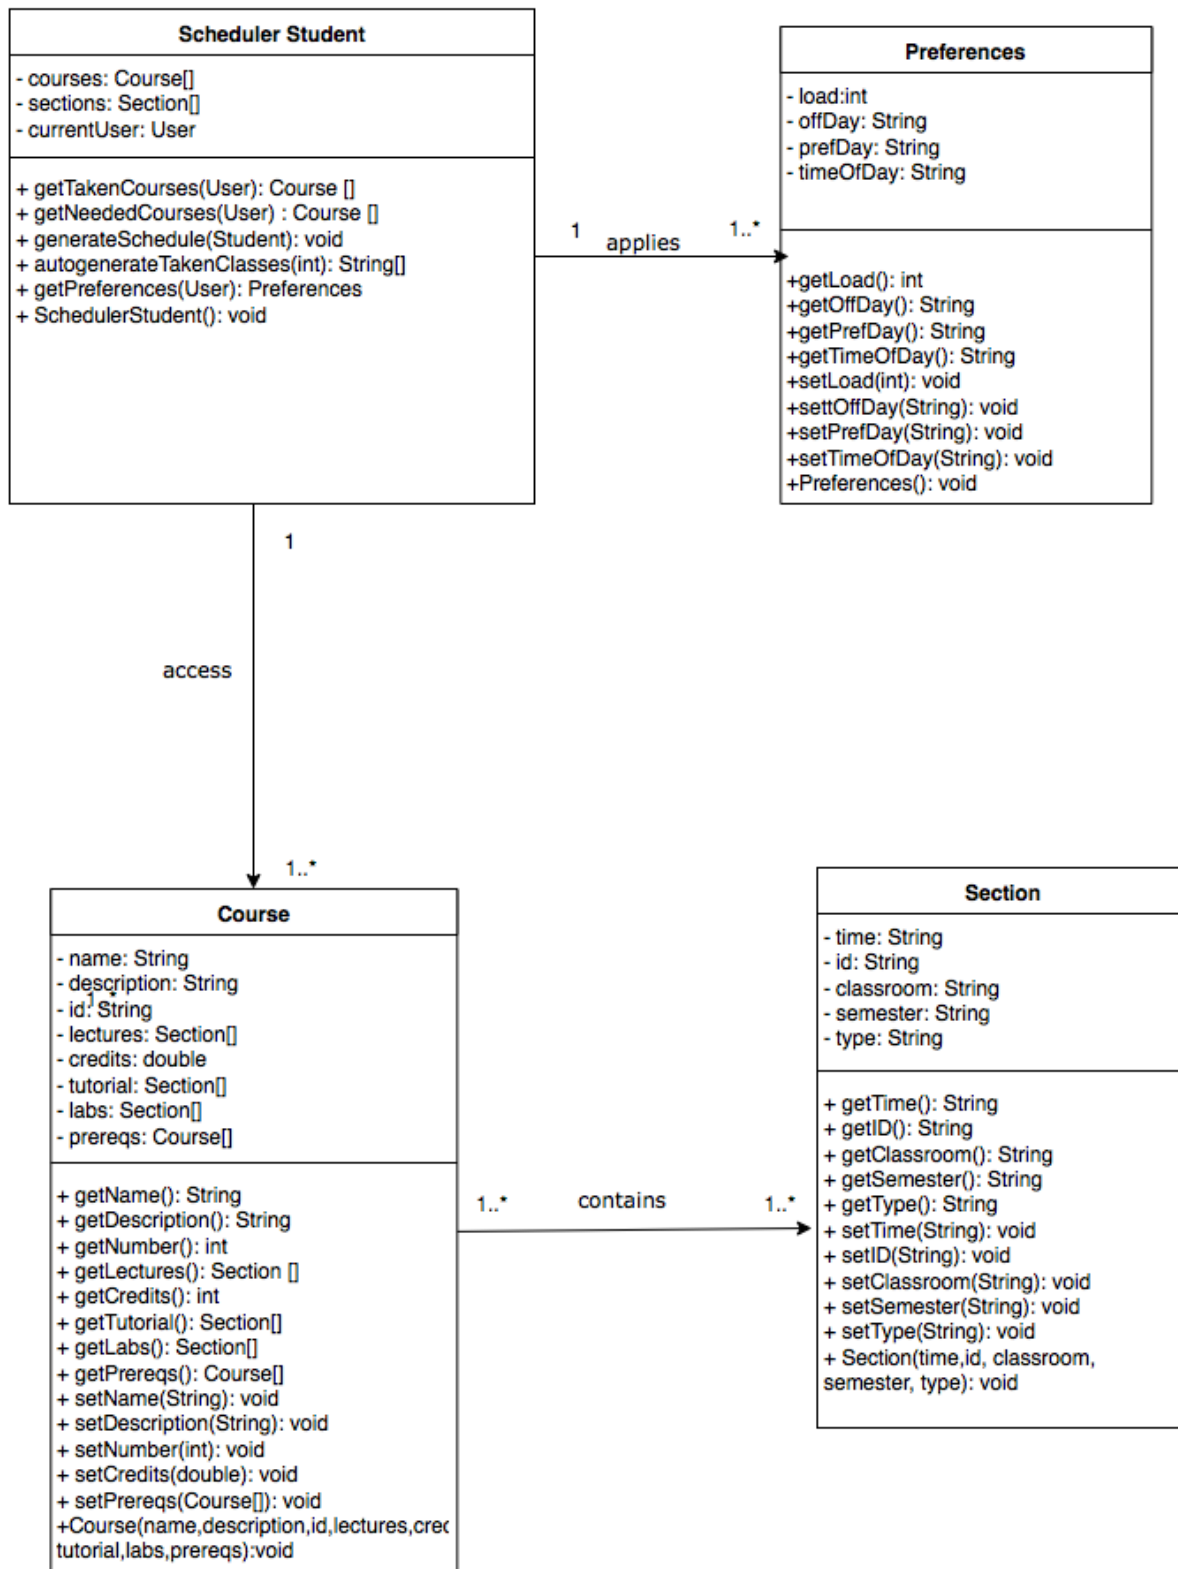 Scheduler Student
- courses: Course[]
- sections: Section[]
- currentUser: User
+ getTakenCourses(User): Course []
+ getNeededCourses(User) : Course []
+ generateSchedule(Student): void
+ autogenerateTakenClasses(int): String[]
+ getPreferences(User): Preferences
+ SchedulerStudent(): void
1
applies
1..*
Preferences
- load:int
- offDay: String
- prefDay: String
- timeOfDay: String
+getLoad(): int
+getOffDay(): String
+getPrefDay(): String
+getTimeOfDay(): String
+setLoad(int): void
+settOffDay(String): void
+setPrefDay(String): void
+setTimeOfDay(String): void
+Preferences(): void
1
access
1..*
Course
- name: String
- description: String
1..*
- id: String
- lectures: Section[]
- credits: double
- tutorial: Section[]
- labs: Section[]
- prereqs: Course[]
+ getName(): String
+ getDescription(): String
+ getNumber(): int
+ getLectures(): Section []
+ getCredits(): int
+ getTutorial(): Section[]
+ getLabs(): Section[]
+ getPrereqs(): Course[]
+ setName(String): void
+ setDescription(String): void
+ setNumber(int): void
+ setCredits(double): void
+ setPrereqs(Course[]): void
+Course(name,description,id,lectures,cred
tutorial,labs,prereqs):void
1..*
contains
1..*
Section
- time: String
- id: String
- classroom: String
- semester: String
- type: String
+ getTime(): String
+ getID(): String
+ getClassroom(): String
+ getSemester(): String
+ getType(): String
+ setTime(String): void
+ setID(String): void
+ setClassroom(String): void
+ setSemester(String): void
+ setType(String): void
+ Section(time,id, classroom,
semester, type): void